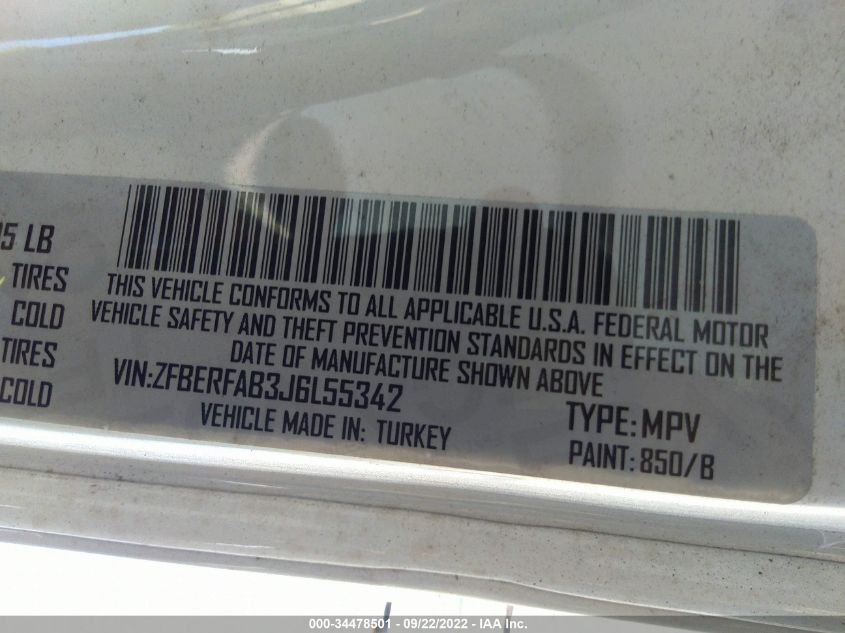 5 LB
TIRES
COLD
TIRES
COLD
THIS VEHICLE CONFORMS TO ALL APPLICABLE U.S.A. FEDERAL MOTOR
VEHICLE SAFETY AND THEFT PREVENTION STANDARDS IN EFFECT ON THE
DATE OF MANUFACTURE SHOWN ABOVE
VIN:ZFBERFAB3J6L55342
VEHICLE MADE IN: TURKEY
TYPE: MPV
PAINT: 850/B
000-34478501 - 09/22/2022 - IAA Inc.